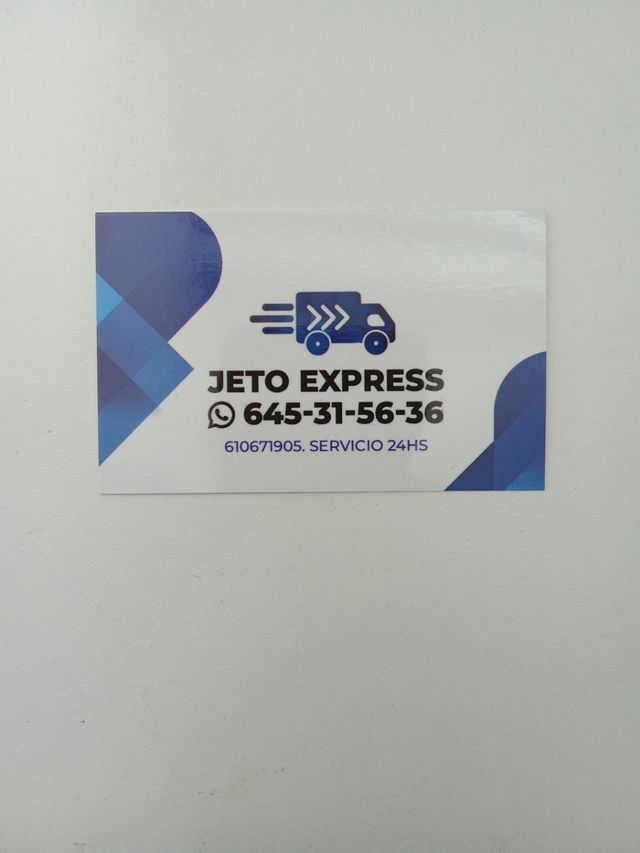 JETO EXPRESS
645-31-56-36
610671905. SERVICIO 24HS